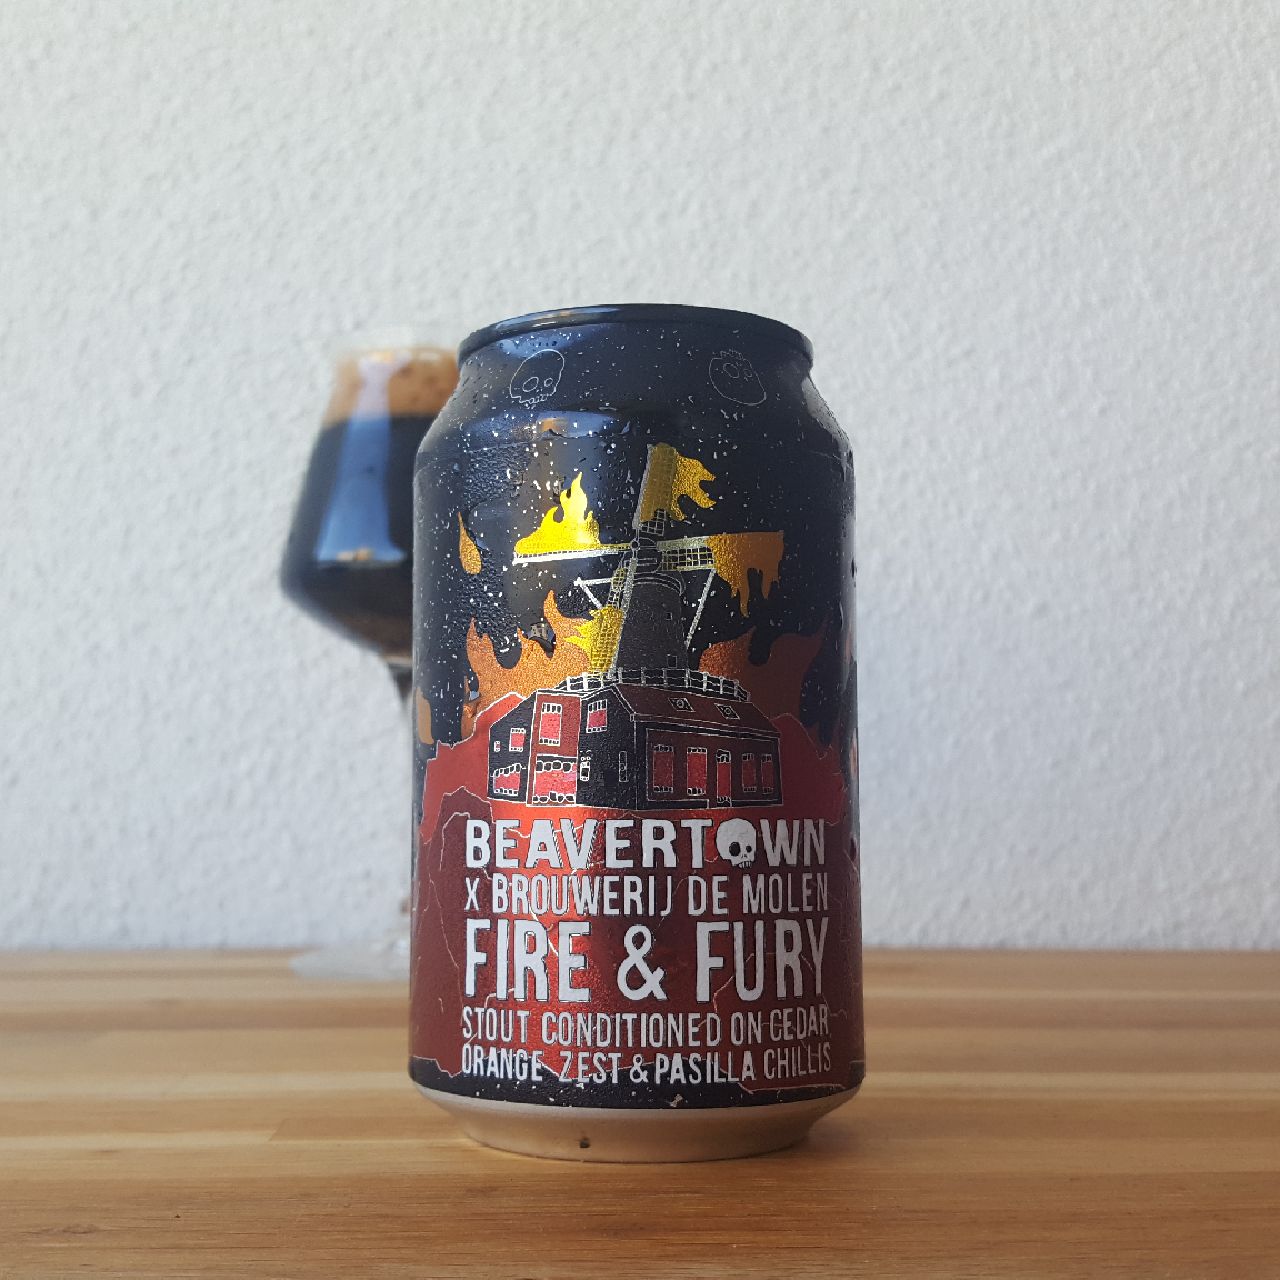 BEAVERTOWN
X BROUWERIJ DE MOLEN
FIRE & FURY
STOUT CONDITIONED ON CEDAR
ORANGE ZEST & PASILLA CHILLIS